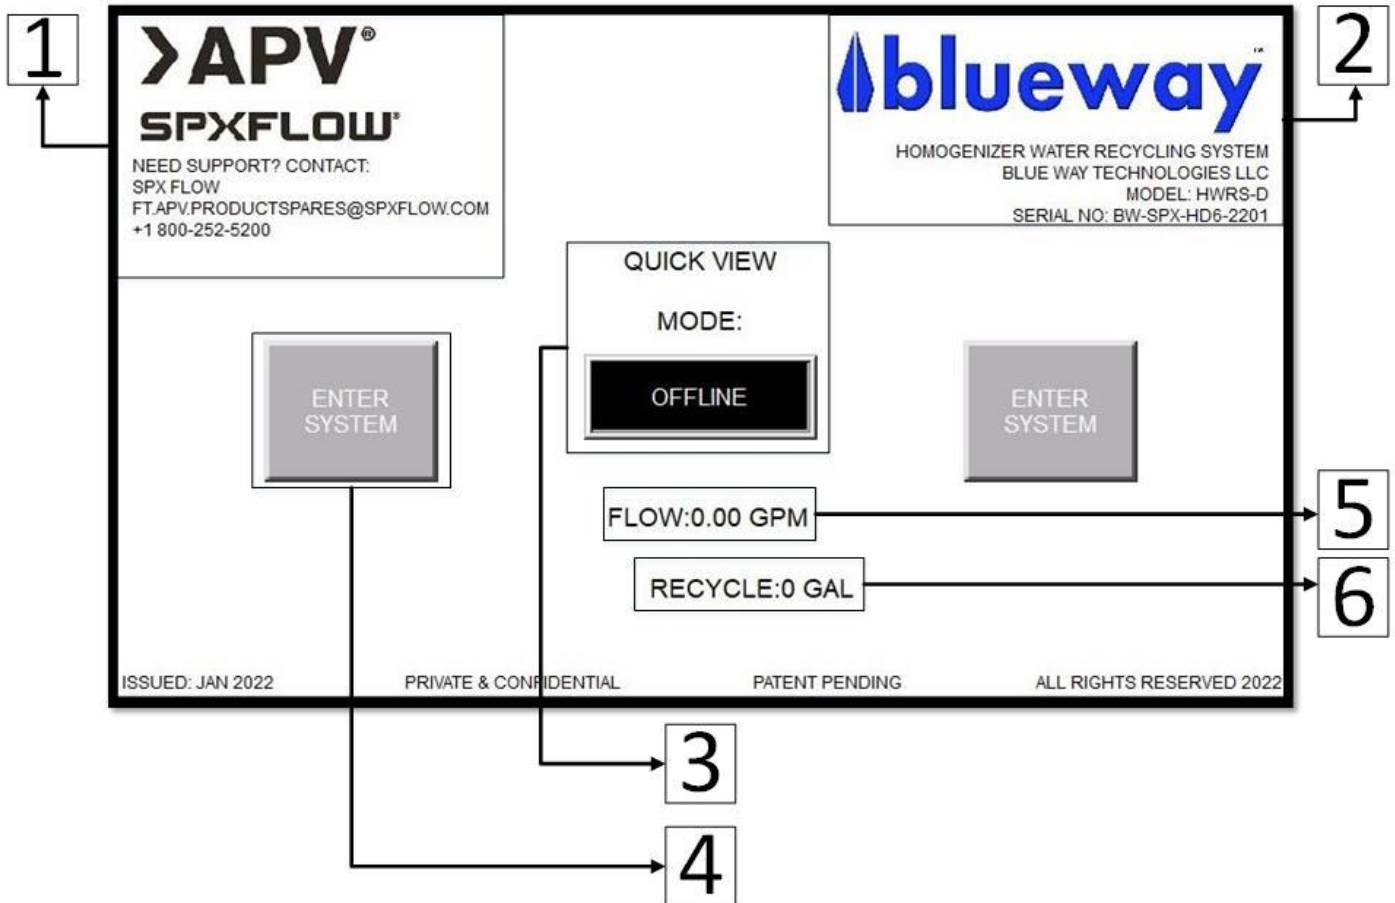 1
>APV®
SPXFLOW®
NEED SUPPORT? CONTACT:
SPX FLOW
FT.APV.PRODUCTSPARES@SPXFLOW.COM
+1 800-252-5200
blueway™
HOMOGENIZER WATER RECYCLING SYSTEM
BLUE WAY TECHNOLOGIES LLC
MODEL: HWRS-D
SERIAL NO: BW-SPX-HD6-2201
2
QUICK VIEW
MODE:
OFFLINE
ENTER
SYSTEM
ENTER
SYSTEM
FLOW:0.00 GPM
5
RECYCLE:0 GAL
6
ISSUED: JAN 2022 PRIVATE & CONFIDENTIAL PATENT PENDING ALL RIGHTS RESERVED 2022
3
4